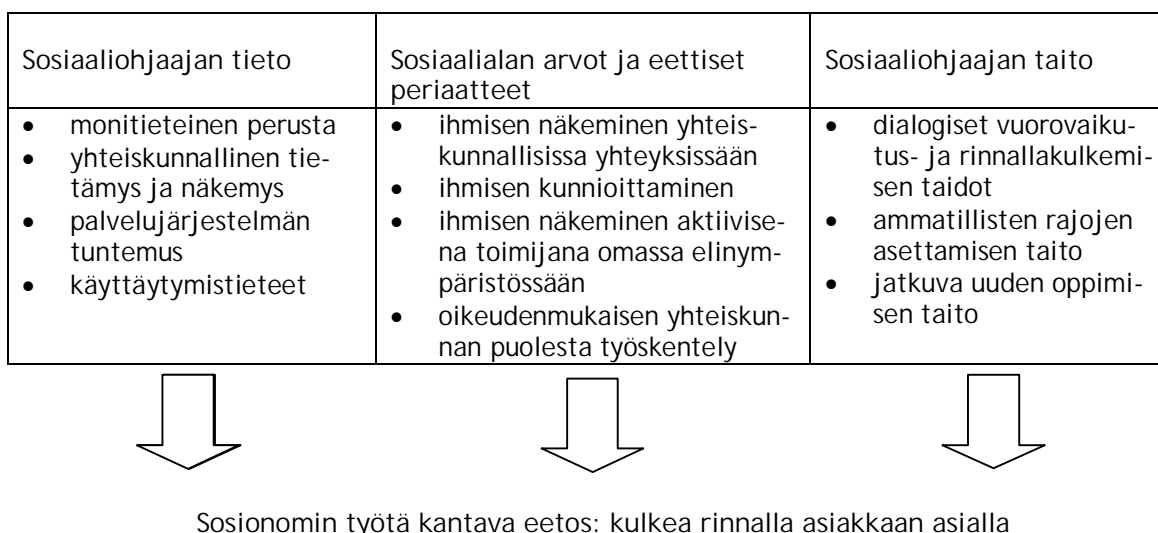 Sosiaaliohjaajan tieto
Sosiaalialan arvot ja eettiset
periaatteet
Sosiaaliohjaajan taito
• monitieteinen perusta
• yhteiskunnallinen tie-
tämys ja näkemys
• palvelujärjestelmän
tuntemus
• käyttäytymistieteet
• ihmisen näkeminen yhteis-
kunnallisissa yhteyksissään
• ihmisen kunnioittaminen
• ihmisen näkeminen aktiivise-
na toimijana omassa elinym-
päristössään
• oikeudenmukaisen yhteiskun-
nan puolesta työskentely
• dialogiset vuorovaiku-
tus- ja rinnallakulkemi-
sen taidot
• ammatillisten rajojen
asettamisen taito
• jatkuva uuden oppimi-
sen taito
Sosionomin työtä kantava eetos: kulkea rinnalla asiakkaan asialla